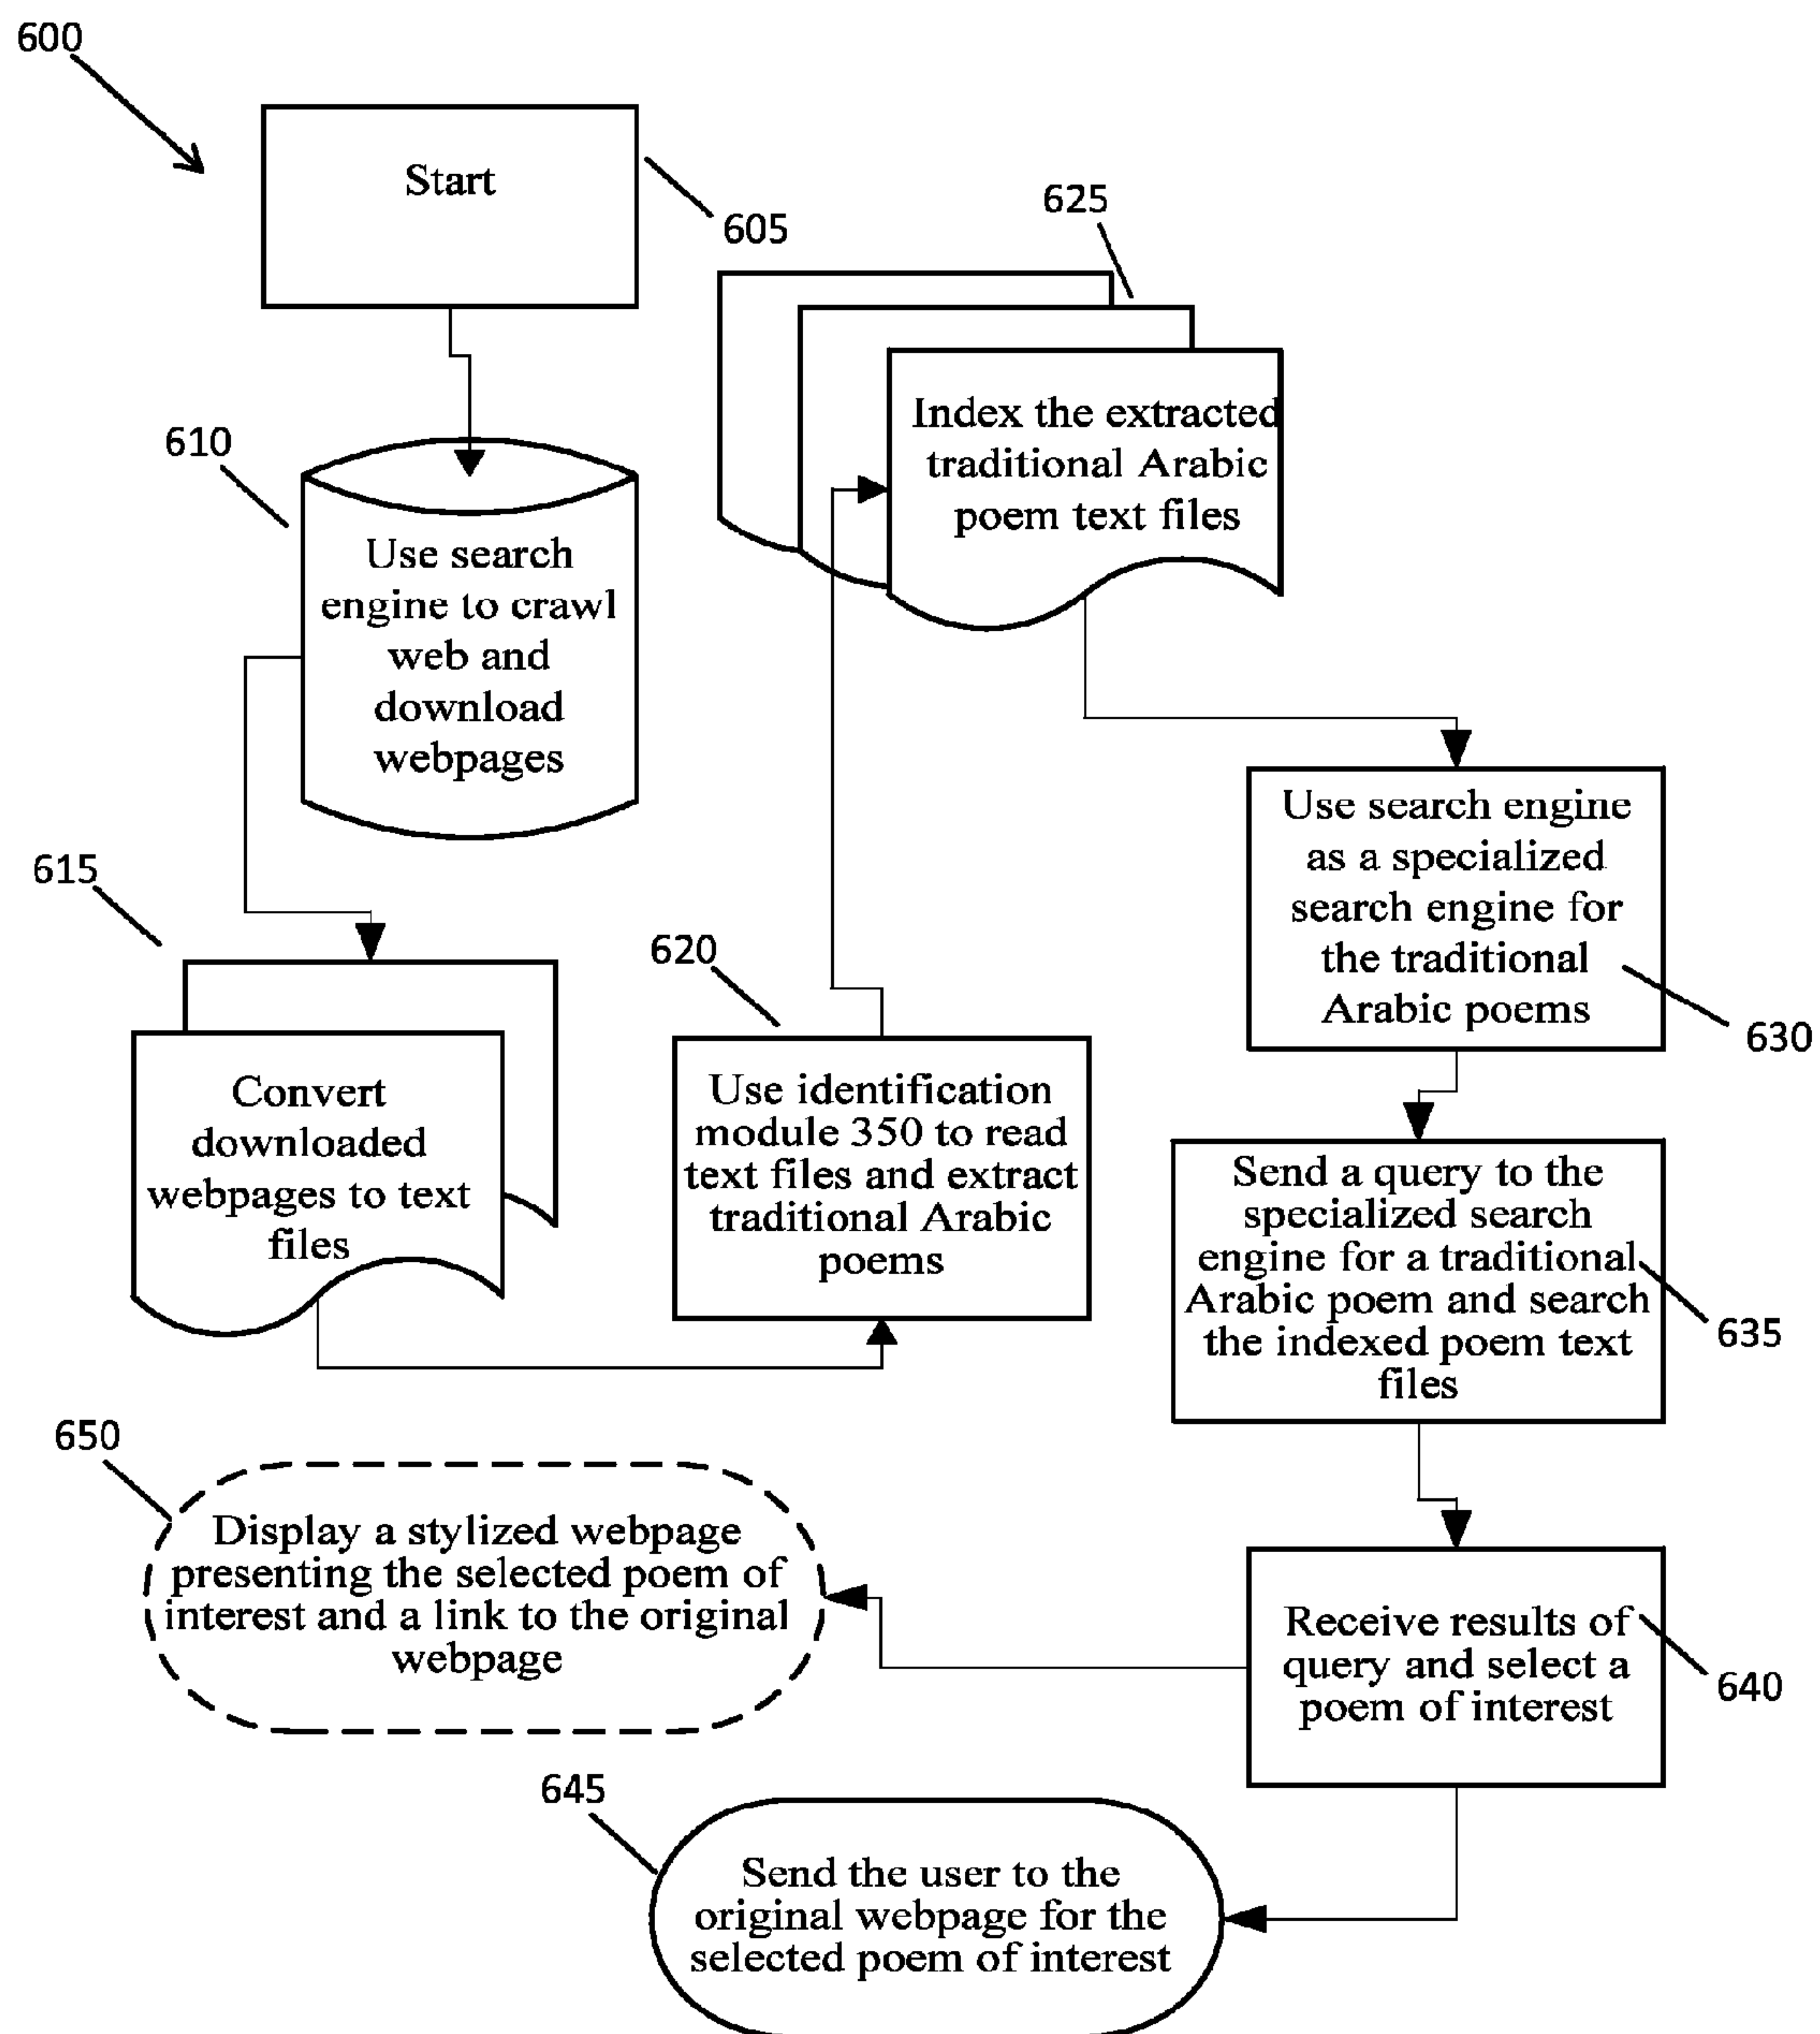 600
Start
605
610
Use search
engine to crawl
web and
download
webpages
615
Convert
downloaded
webpages to text
files
620
Use identification
module 350 to read
text files and extract
traditional Arabic
poems
625
Index the extracted
traditional Arabic
poem text files
Use search engine
as a specialized
search engine for
the traditional
Arabic poems
630
Send a query to the
specialized search
engine for a traditional
Arabic poem and search
the indexed poem text
files
635
Receive results of
query and select a
poem of interest
640
650
Display a stylized webpage
presenting the selected poem of
interest and a link to the original
webpage
645
Send the user to the
original webpage for the
selected poem of interest